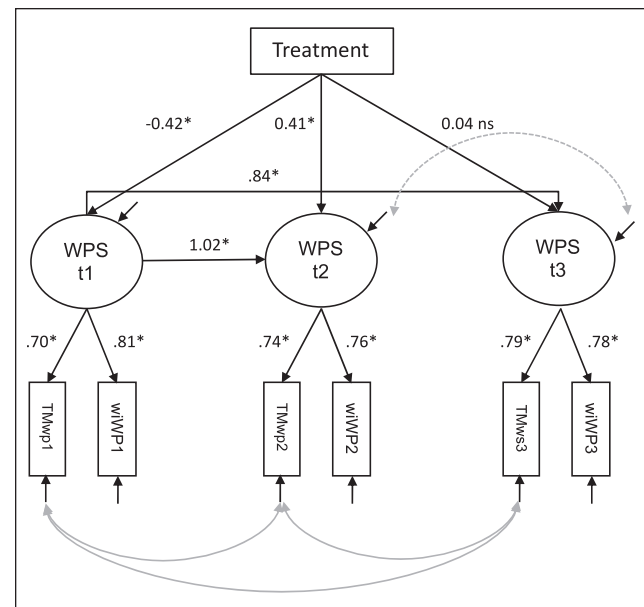 Treatment
-0.42*
0.41*
0.04 ns
.84*
WPS
t1
1.02*
WPS
t2
WPS
t3
.70*
.81*
.74*
.76*
.79*
.78*
TMwp1
wiWP1
TMwp2
wiWP2
TMws3
wiWP3